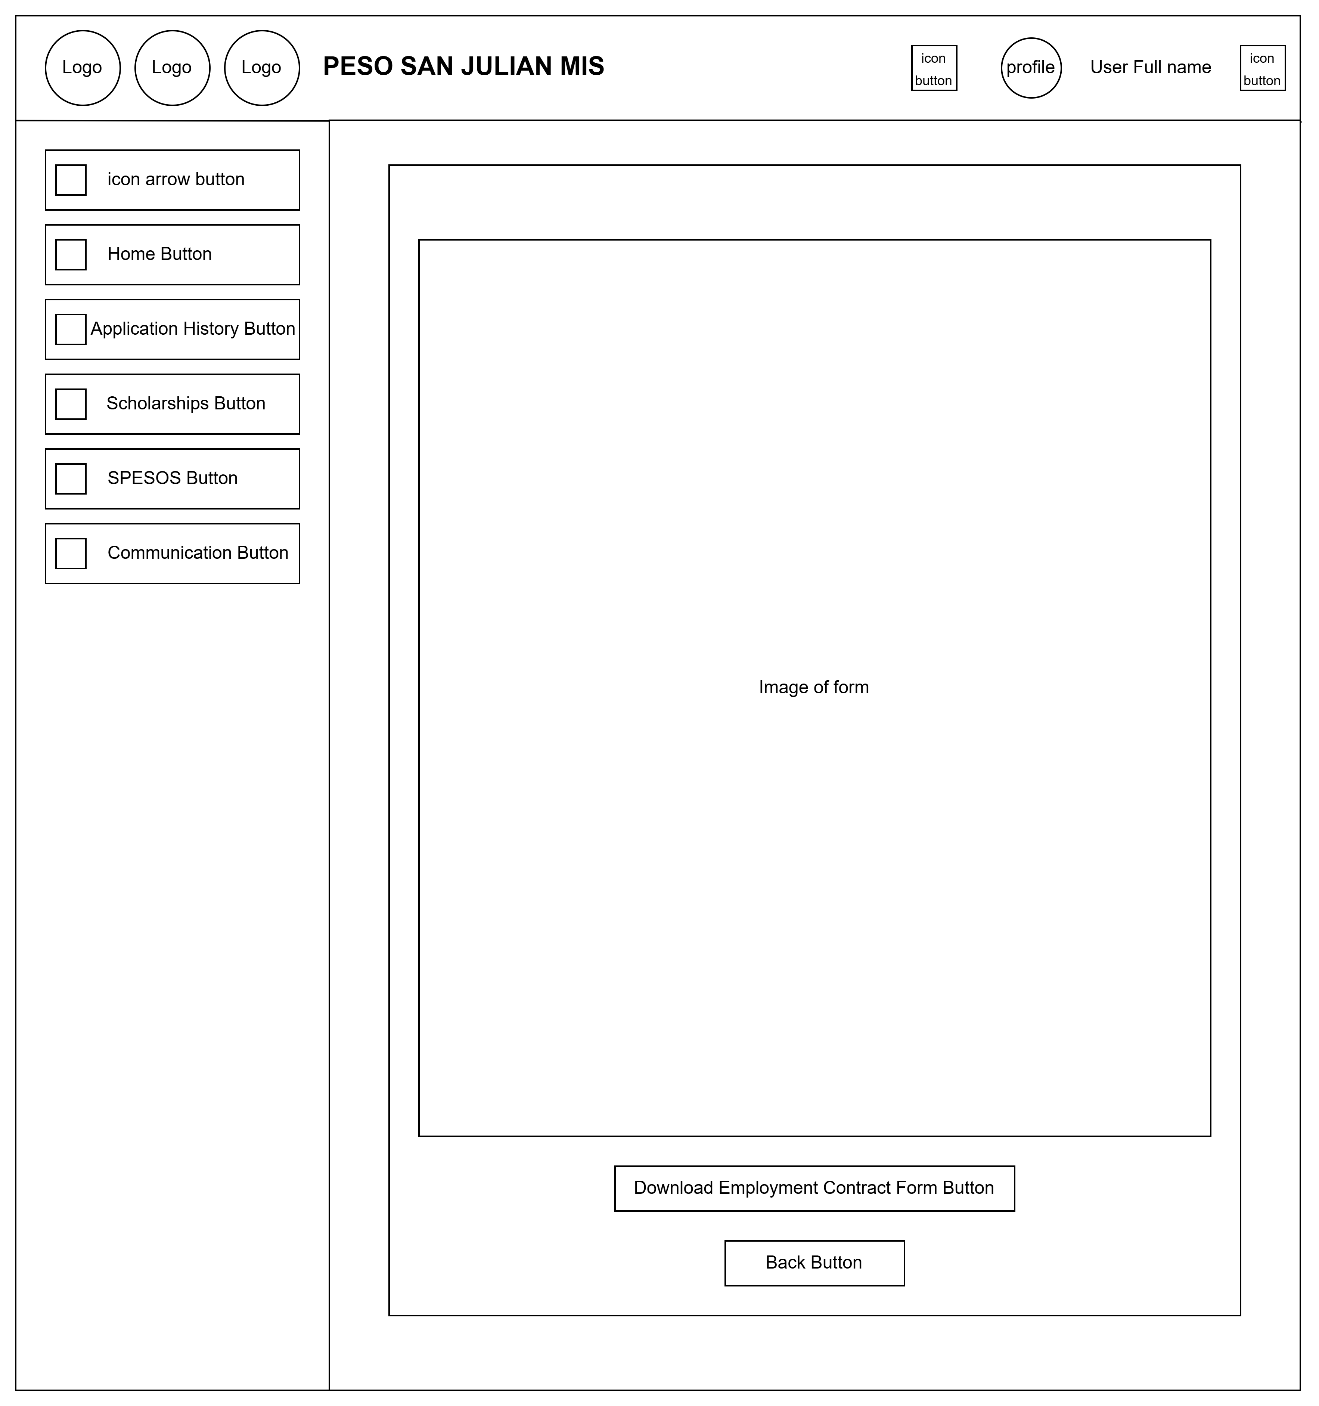 Logo
Logo
Logo
PESO SAN JULIAN MIS
icon
button
profile
User Full name
icon
button
icon arrow button
Home Button
Application History Button
Scholarships Button
SPESOS Button
Communication Button
Image of form
Download Employment Contract Form Button
Back Button